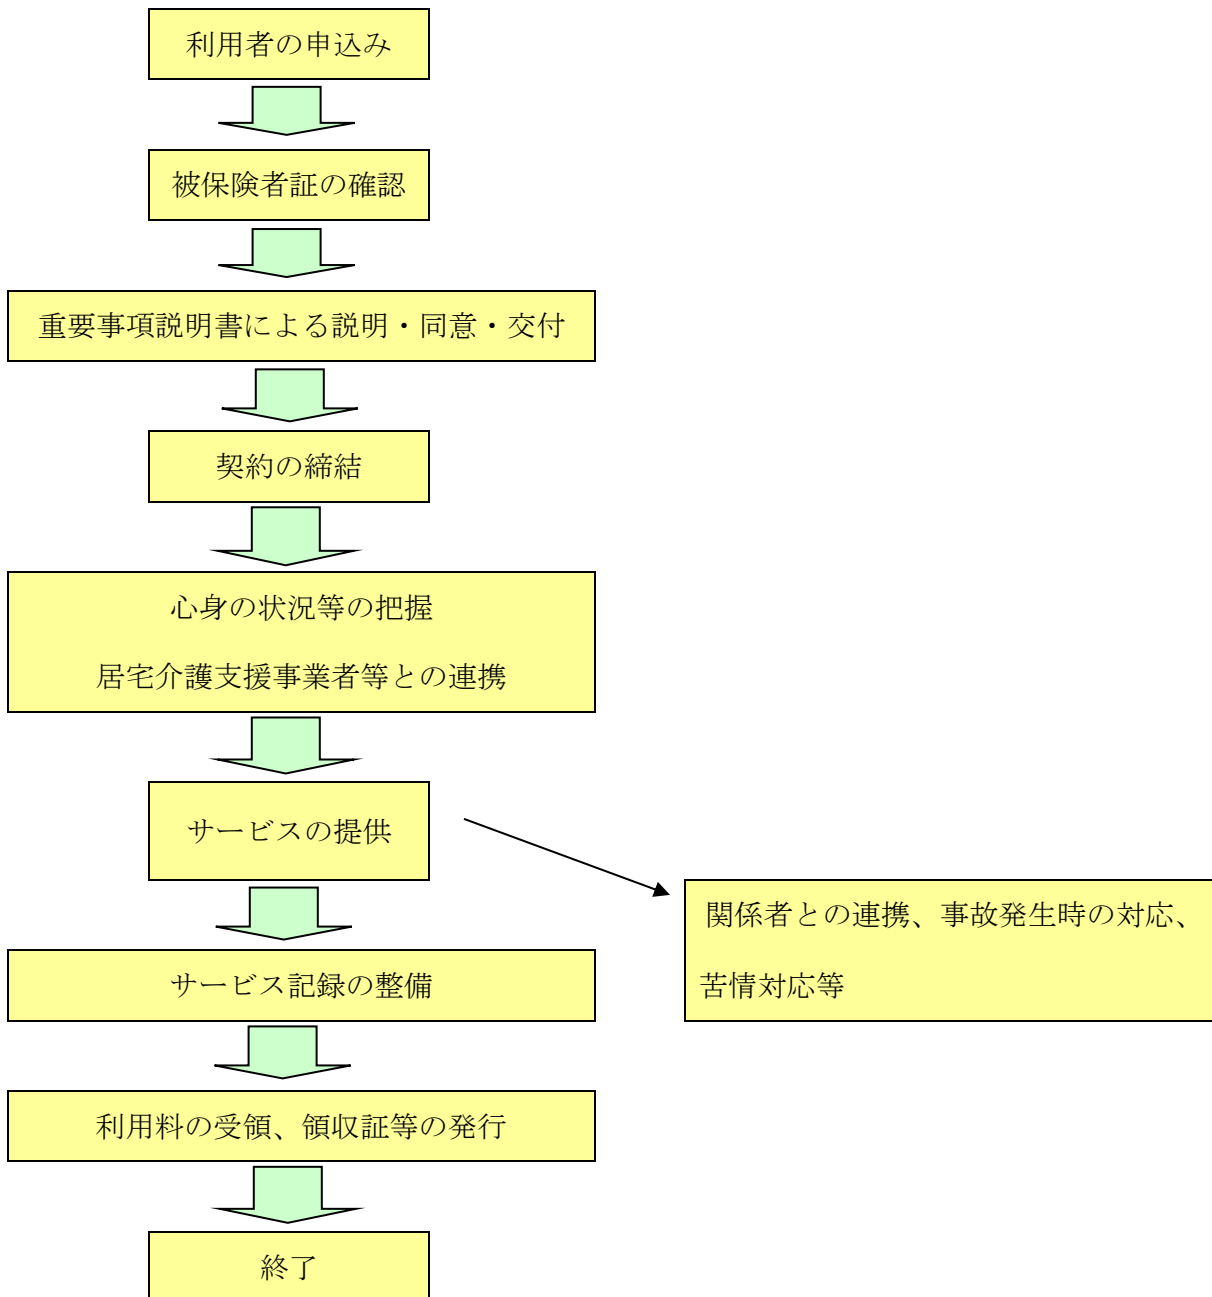 利用者の申込み
被保険者証の確認
重要事項説明書による説明・同意・交付
契約の締結
心身の状況等の把握
居宅介護支援事業者等との連携
サービスの提供
関係者との連携、事故発生時の対応、
苦情対応等
サービス記録の整備
利用料の受領、領収証等の発行
終了